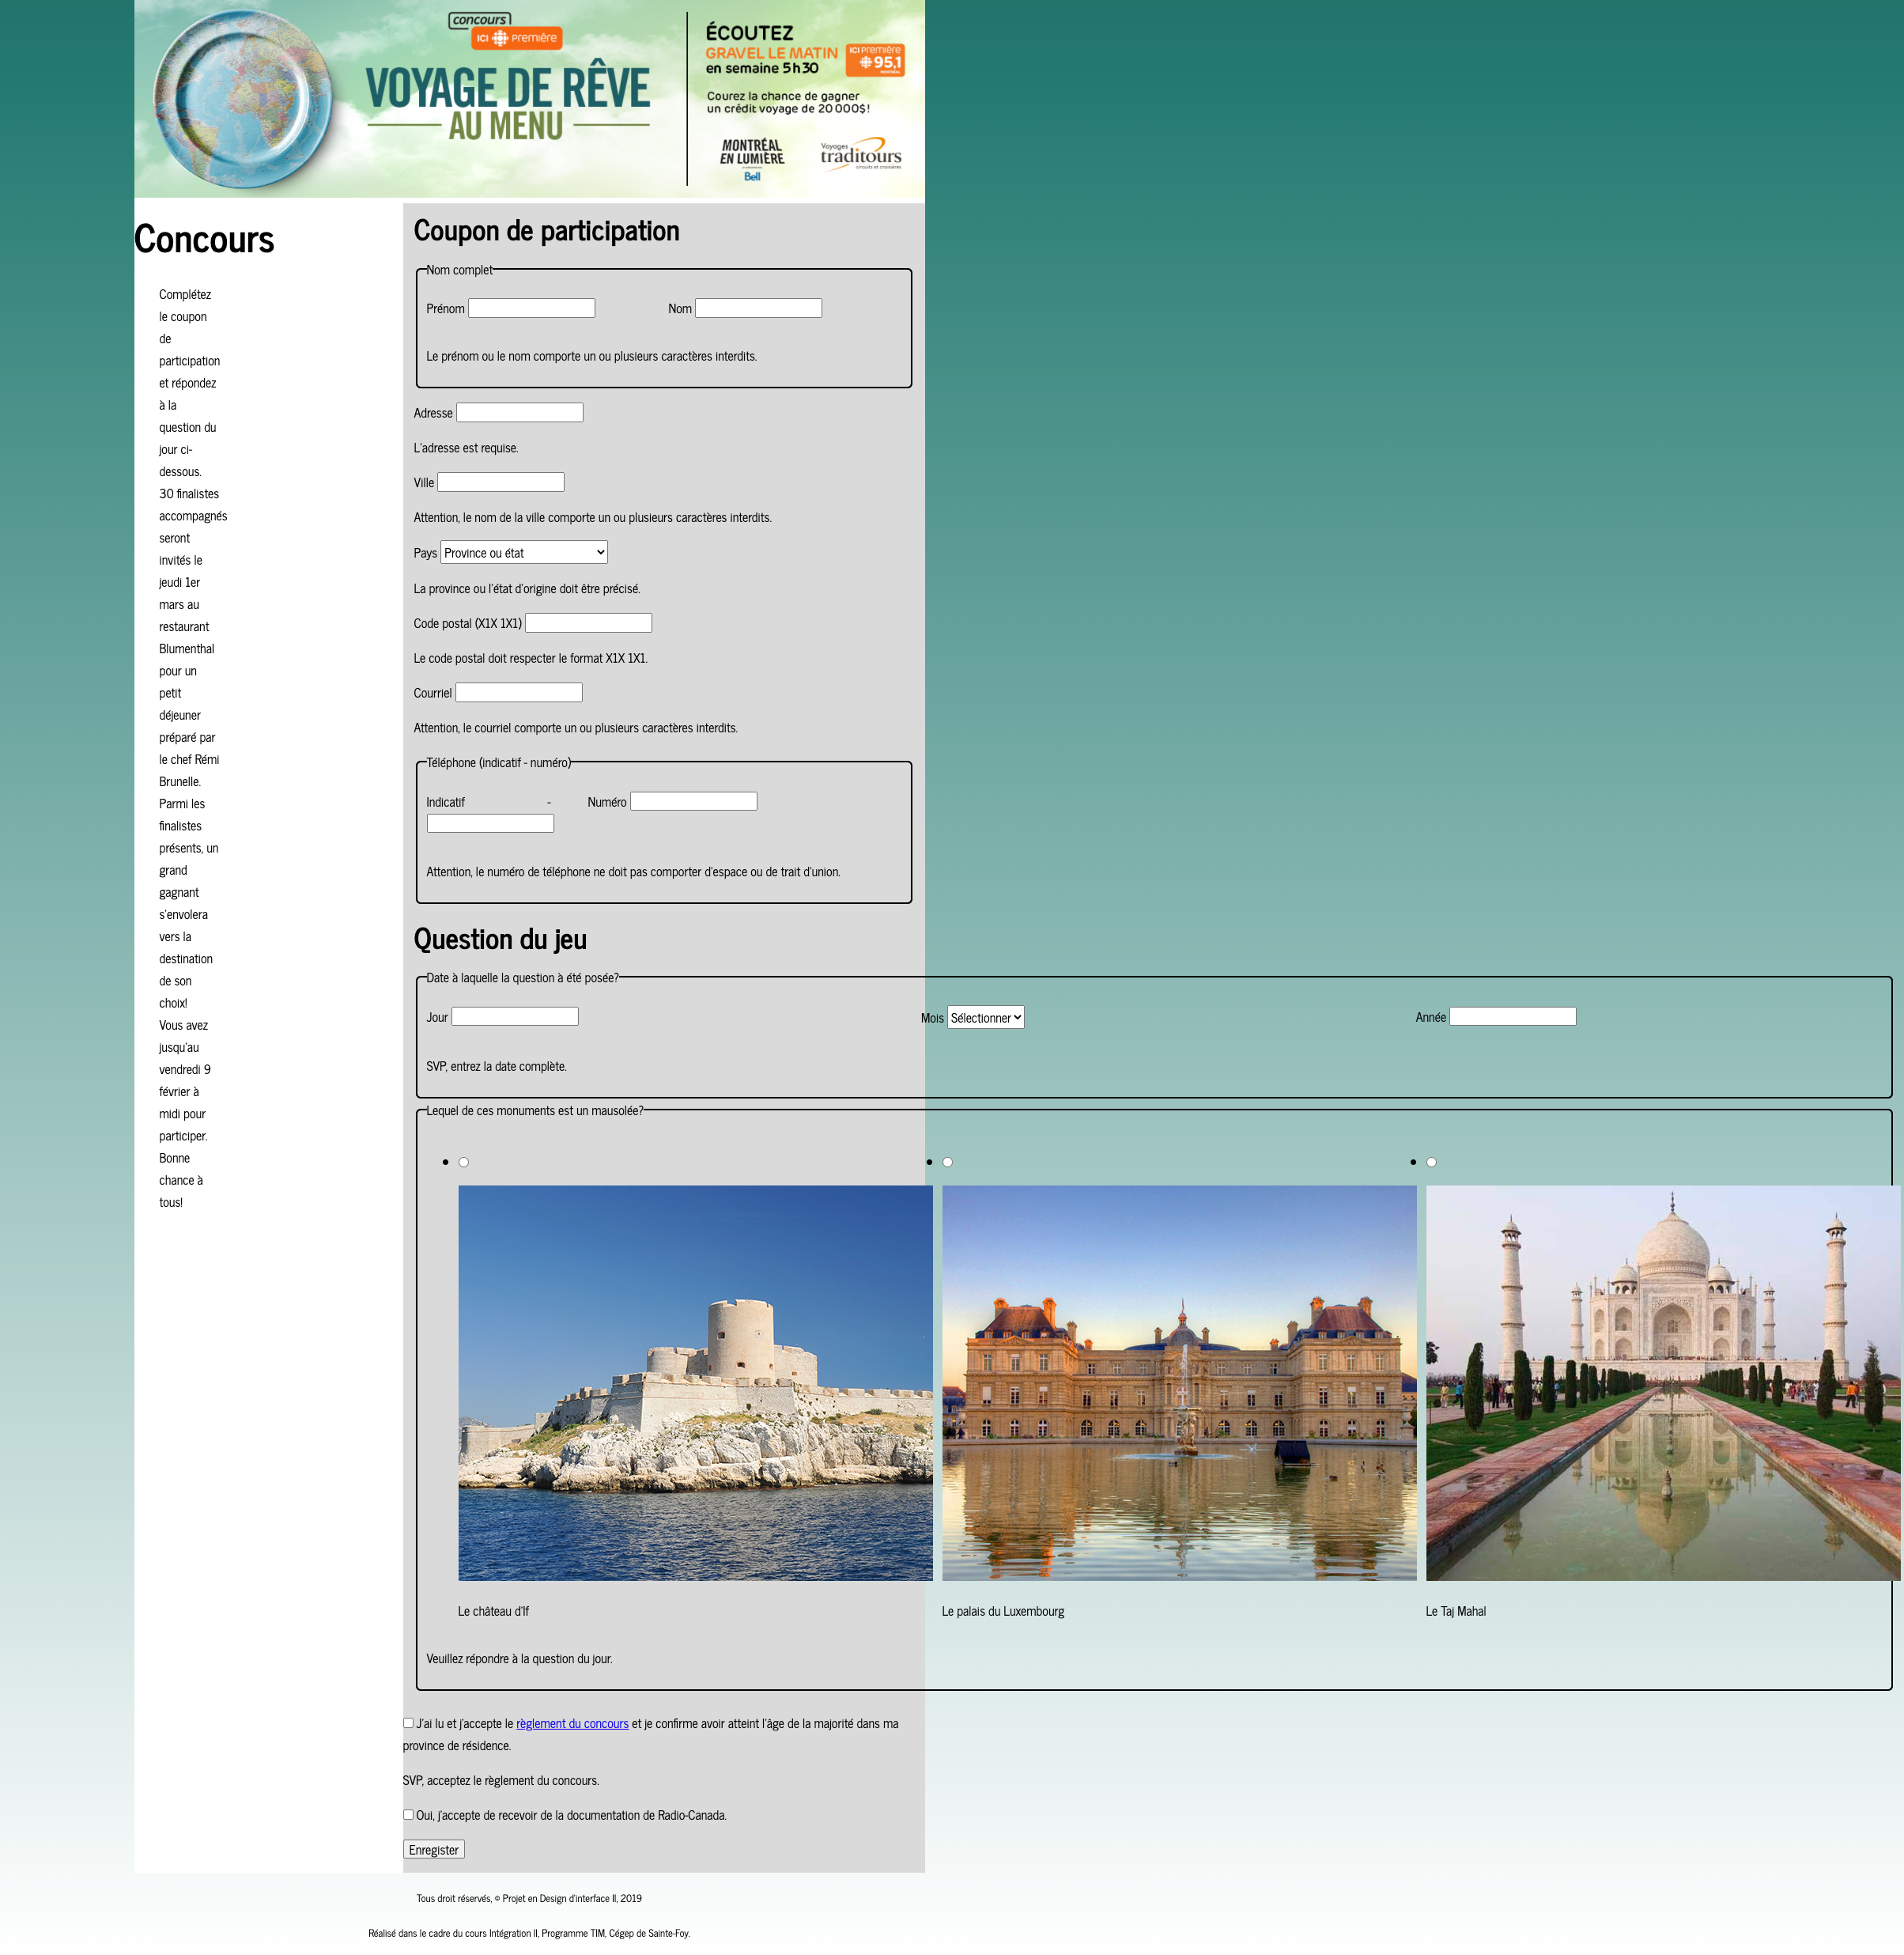 concours
ICI Première
VOYAGE DE RÊVE
AU MENU
ÉCOUTEZ
GRAVEL LE MATIN
en semaine 5h30
ICI Première
95,1
MONTRÉAL
Courez la chance de gagner
un crédit voyage de 20 000$!
MONTRÉAL
EN LUMIÈRE
Bell
Voyages
traditours
circuits et croisières
Concours
Complétez
le coupon
de
participation
et répondez
à la
question du
jour ci-
dessous.
30 finalistes
accompagnés
seront
invités le
jeudi 1er
mars au
restaurant
Blumenthal
pour un
petit
déjeuner
préparé par
le chef Rémi
Brunelle.
Parmi les
finalistes
présents, un
grand
gagnant
s'envolera
vers la
destination
de son
choix!
Vous avez
jusqu'au
vendredi 9
février à
midi pour
participer.
Bonne
chance à
tous!
Coupon de participation
Nom complet
Prénom Nom
Le prénom ou le nom comporte un ou plusieurs caractères interdits.
Adresse
L'adresse est requise.
Ville
Attention, le nom de la ville comporte un ou plusieurs caractères interdits.
Pays Province ou état
La province ou l'état d'origine doit être précisé.
Code postal (X1X 1X1)
Le code postal doit respecter le format X1X 1X1.
Courriel
Attention, le courriel comporte un ou plusieurs caractères interdits.
Téléphone (indicatif - numéro)
Indicatif - Numéro
Attention, le numéro de téléphone ne doit pas comporter d'espace ou de trait d'union.
Question du jeu
Date à laquelle la question à été posée?
Jour Mois Sélectionner Année
SVP, entrez la date complète.
Lequel de ces monuments est un mausolée?
Le château d'If Le palais du Luxembourg Le Taj Mahal
Veuillez répondre à la question du jour.
J'ai lu et j'accepte le règlement du concours et je confirme avoir atteint l'âge de la majorité dans ma
province de résidence.
SVP, acceptez le règlement du concours.
Oui, j'accepte de recevoir de la documentation de Radio-Canada.
Enregister
Tous droit réservés, © Projet en Design d'interface II, 2019
Réalisé dans le cadre du cours Intégration II, Programme TIM, Cégep de Sainte-Foy.